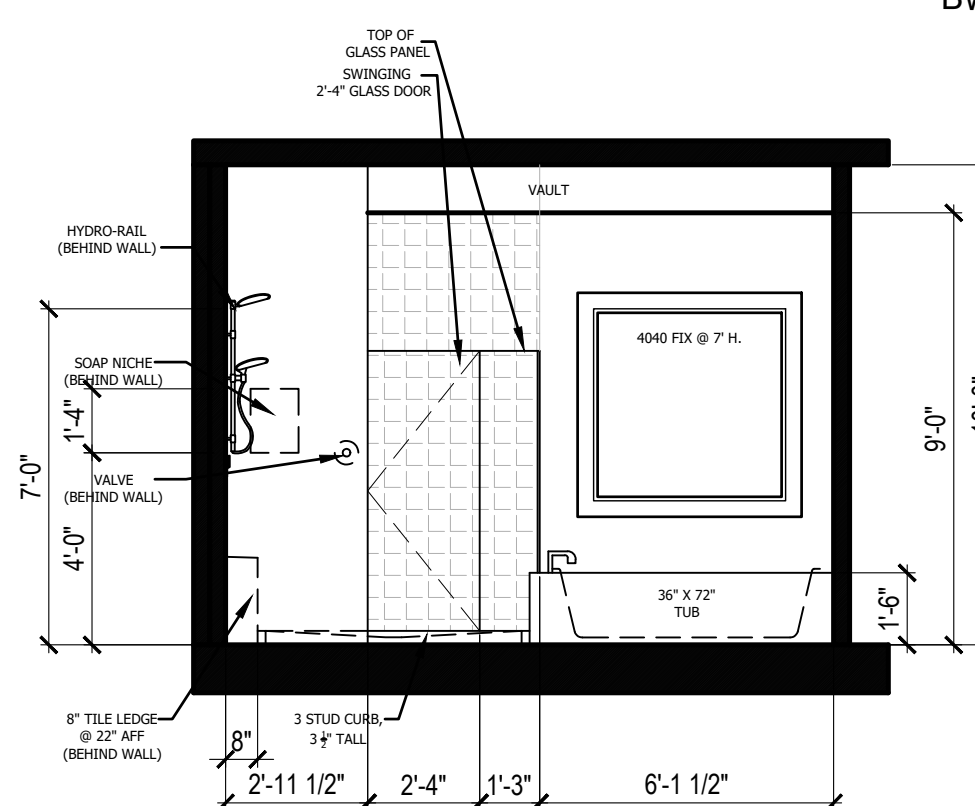 TOP OF
GLASS PANEL
SWINGING
2'-4" GLASS DOOR
VAULT
HYDRO-RAIL
(BEHIND WALL)
4040 FIX @ 7' H.
SOAP NICHE
(BEHIND WALL)
1'-4"
7'-0"
9'-0"
VALVE
(BEHIND WALL)
4'-0"
36" X 72"
TUB
1'-6"
8" TILE LEDGE
@ 22" AFF
(BEHIND WALL)
3 STUD CURB,
3 1/2" TALL
8"
2'-11 1/2"
2'-4"
1'-3"
6'-1 1/2"